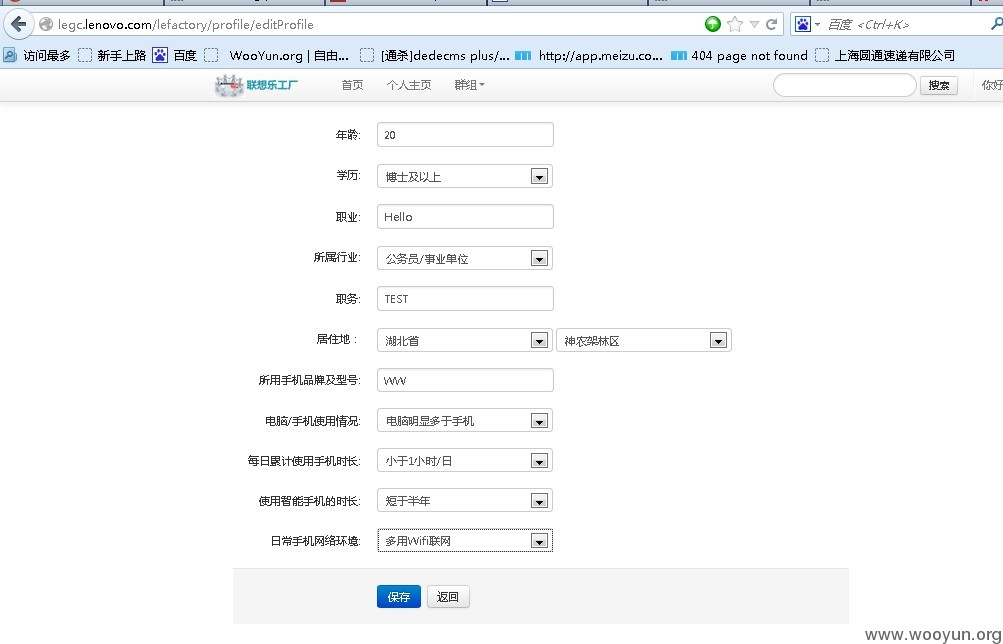 legc.lenovo.com/lefactory/profile/editProfile
百度 <Ctrl+K>
访问最多 新手上路 百度 WooYun.org | 自由... [通杀]dedecms plus/... http://app.meizu.co... 404 page not found 上海圆通速递有限公司
联想乐工厂 首页 个人主页 群组 搜索 你好
年龄: 20
学历: 博士及以上
职业: Hello
所属行业: 公务员/事业单位
职务: TEST
居住地: 湖北省 神农架林区
所用手机品牌及型号: WW
电脑/手机使用情况: 电脑明显多于手机
每日累计使用手机时长: 小于1小时/日
使用智能手机的时长: 短于半年
日常手机网络环境: 多用Wifi联网
保存 返回
www.wooyun.org